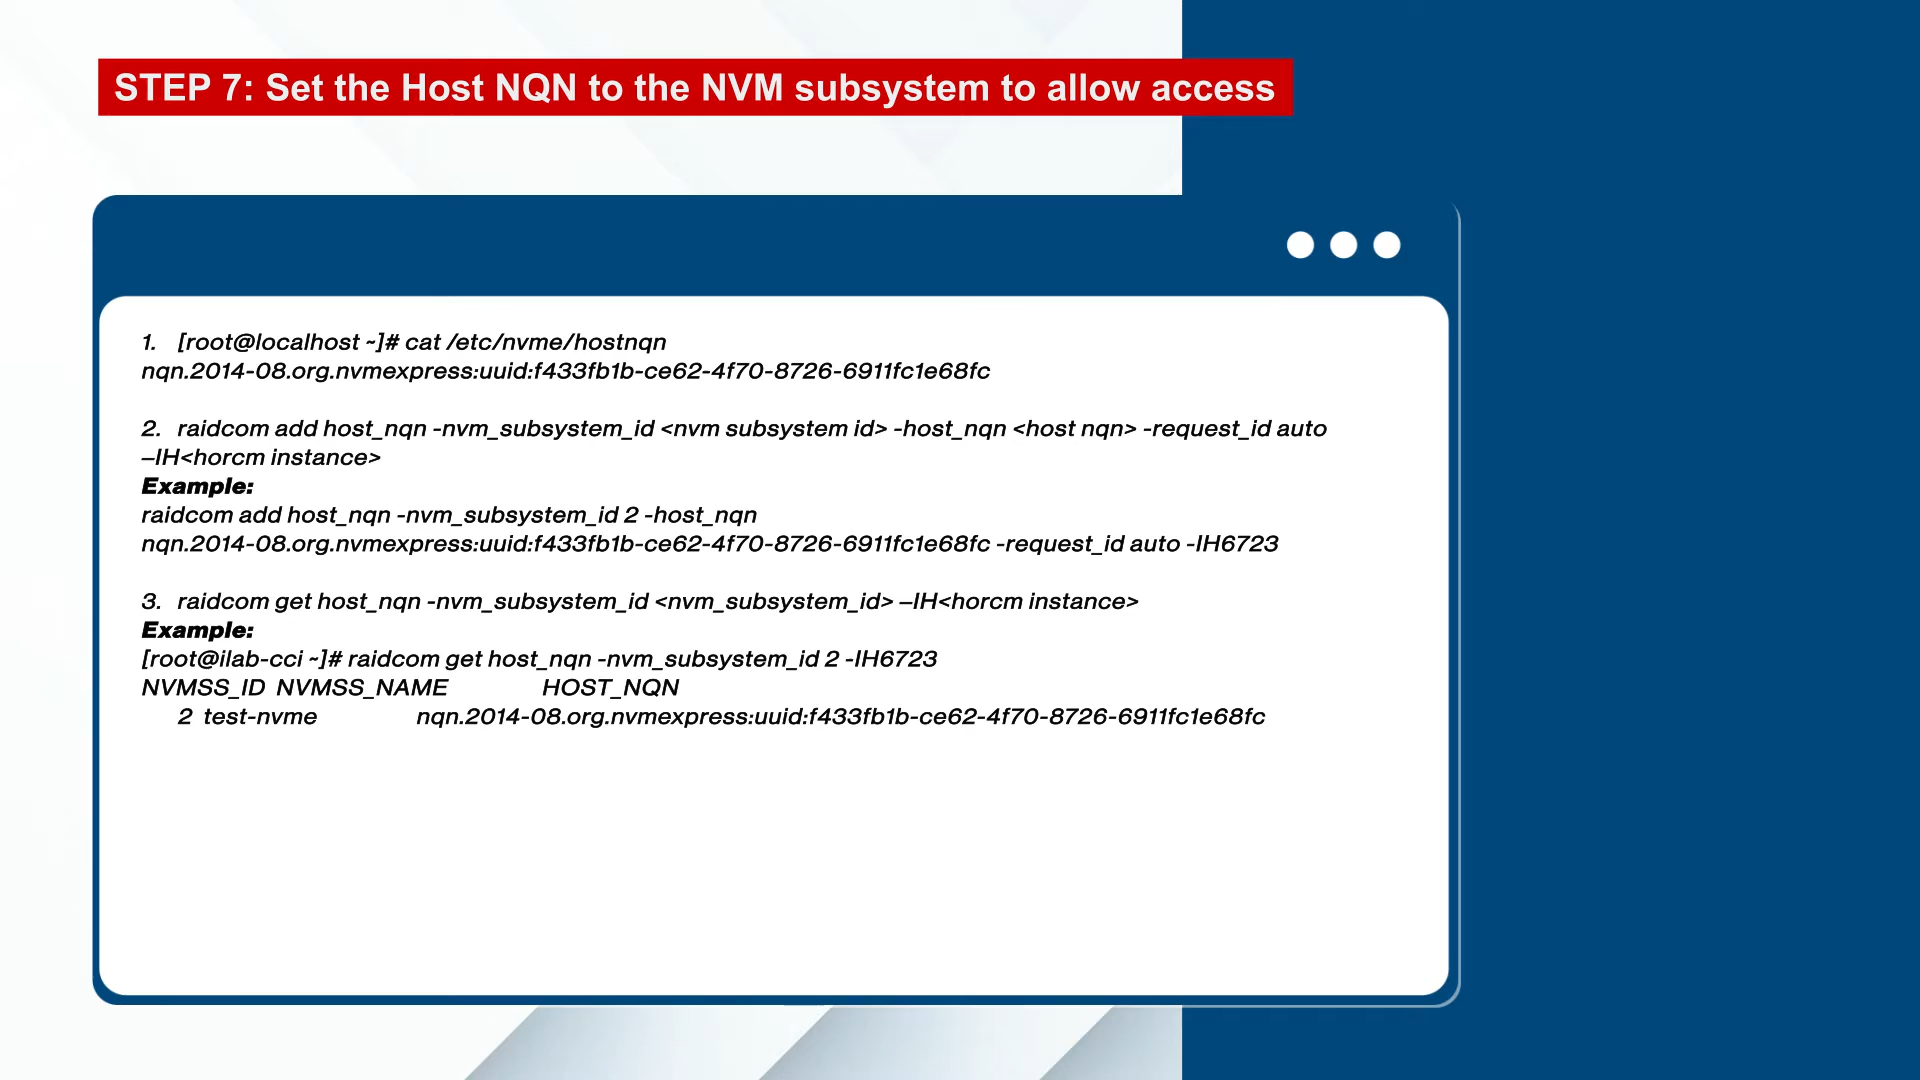 STEP 7: Set the Host NQN to the NVM subsystem to allow access
1. [root@localhost ~]# cat /etc/nvme/hostnqn
nqn.2014-08.org.nvmexpress:uuid:f433fb1b-ce62-4f70-8726-6911fc1e68fc
2. raidcom add host_nqn -nvm_subsystem_id <nvm subsystem id> -host_nqn <host nqn> -request_id auto
–IH<horcm instance>
Example:
raidcom add host_nqn -nvm_subsystem_id 2 -host_nqn
nqn.2014-08.org.nvmexpress:uuid:f433fb1b-ce62-4f70-8726-6911fc1e68fc -request_id auto -IH6723
3. raidcom get host_nqn -nvm_subsystem_id <nvm_subsystem_id> –IH<horcm instance>
Example:
[root@ilab-cci ~]# raidcom get host_nqn -nvm_subsystem_id 2 -IH6723
NVMSS_ID NVMSS_NAME HOST_NQN
2 test-nvme nqn.2014-08.org.nvmexpress:uuid:f433fb1b-ce62-4f70-8726-6911fc1e68fc